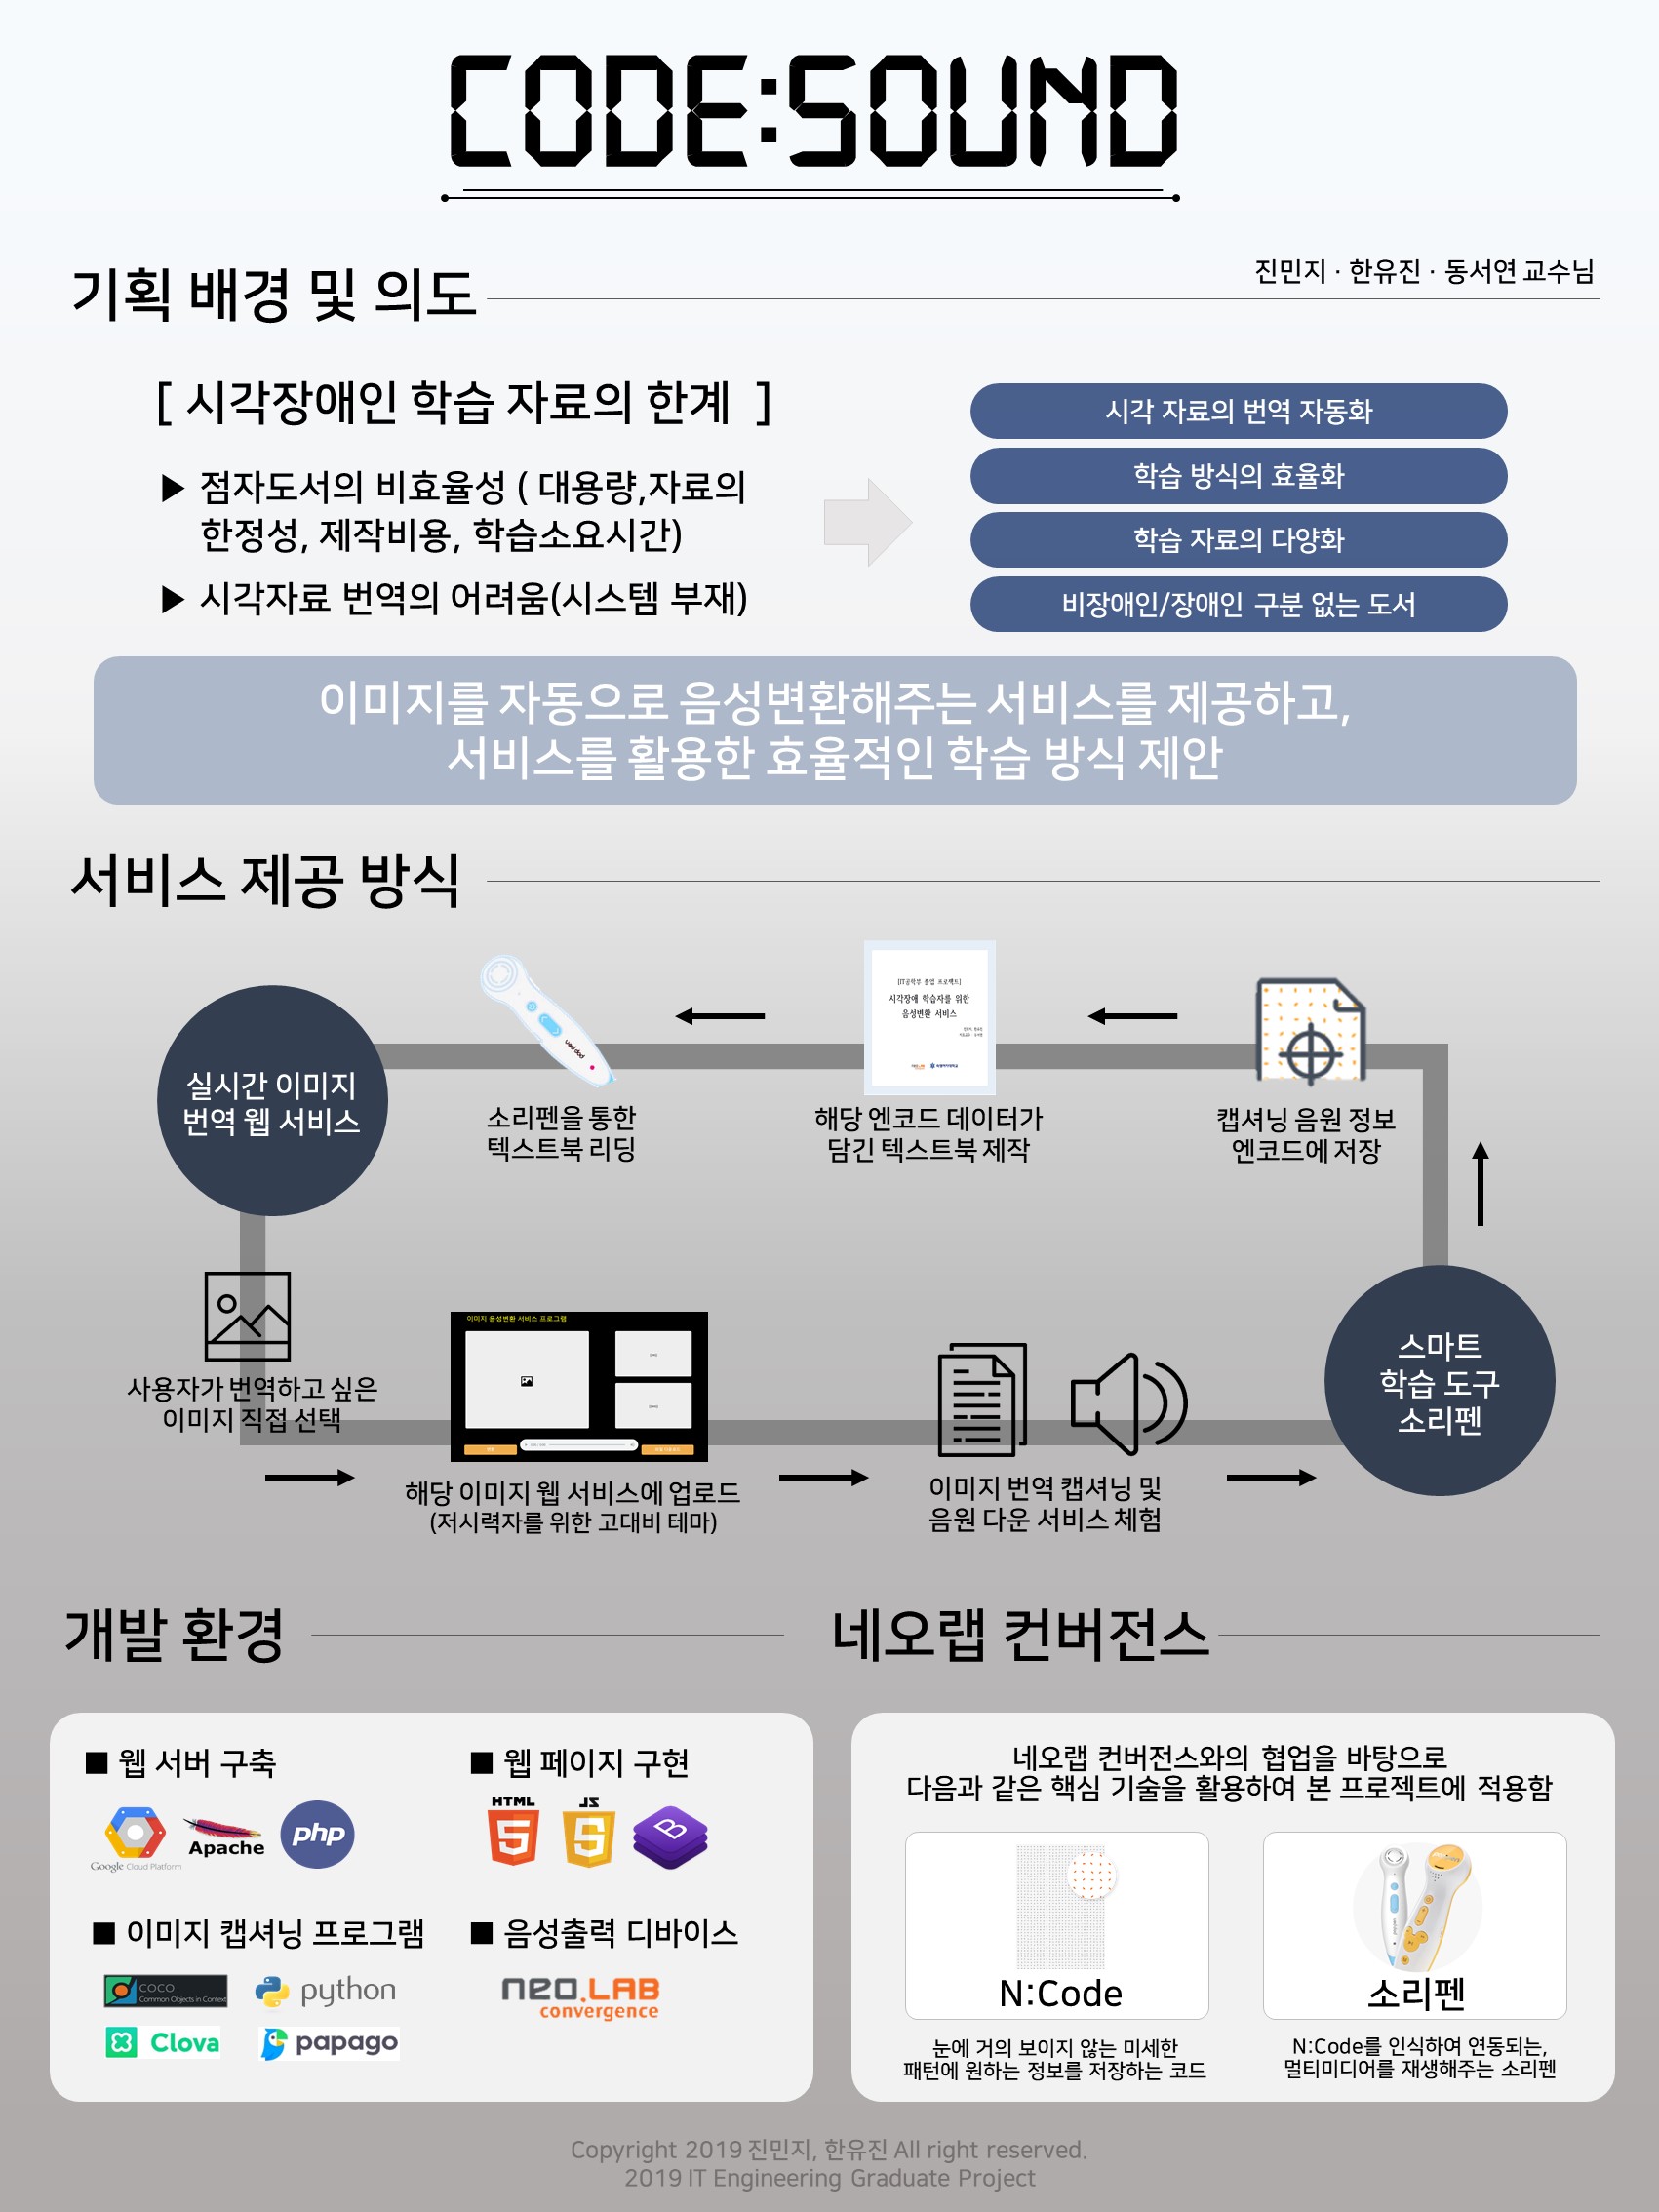 CODE:SOUND
진민지 · 한유진 · 동서연 교수님
기획 배경 및 의도
[ 시각장애인 학습 자료의 한계 ]
▶ 점자도서의 비효율성 ( 대용량,자료의
한정성, 제작비용, 학습소요시간)
▶ 시각자료 번역의 어려움(시스템 부재)
시각 자료의 번역 자동화
학습 방식의 효율화
학습 자료의 다양화
비장애인/장애인 구분 없는 도서
이미지를 자동으로 음성변환해주는 서비스를 제공하고,
서비스를 활용한 효율적인 학습 방식 제안
서비스 제공 방식
실시간 이미지
번역 웹 서비스
소리펜을 통한
텍스트북 리딩
[IT공학부 졸업 프로젝트]
시각장애 학습자를 위한
음성변환 서비스
해당 엔코드 데이터가
담긴 텍스트북 제작
캡셔닝 음원 정보
엔코드에 저장
사용자가 번역하고 싶은
이미지 직접 선택
이미지 음성변환 서비스 프로그램
해당 이미지 웹 서비스에 업로드
(저시력자를 위한 고대비 테마)
이미지 번역 캡셔닝 및
음원 다운 서비스 체험
스마트
학습 도구
소리펜
개발 환경
■ 웹 서버 구축
Google Cloud Platform
Apache
php
■ 웹 페이지 구현
HTML
5
JS
B
■ 이미지 캡셔닝 프로그램
COCO
Common Objects in Context
python
Clova
papago
■ 음성출력 디바이스
neo.LAB
convergence
네오랩 컨버전스
네오랩 컨버전스와의 협업을 바탕으로
다음과 같은 핵심 기술을 활용하여 본 프로젝트에 적용함
N:Code
눈에 거의 보이지 않는 미세한
패턴에 원하는 정보를 저장하는 코드
소리펜
N:Code를 인식하여 연동되는,
멀티미디어를 재생해주는 소리펜
Copyright 2019 진민지, 한유진 All right reserved.
2019 IT Engineering Graduate Project